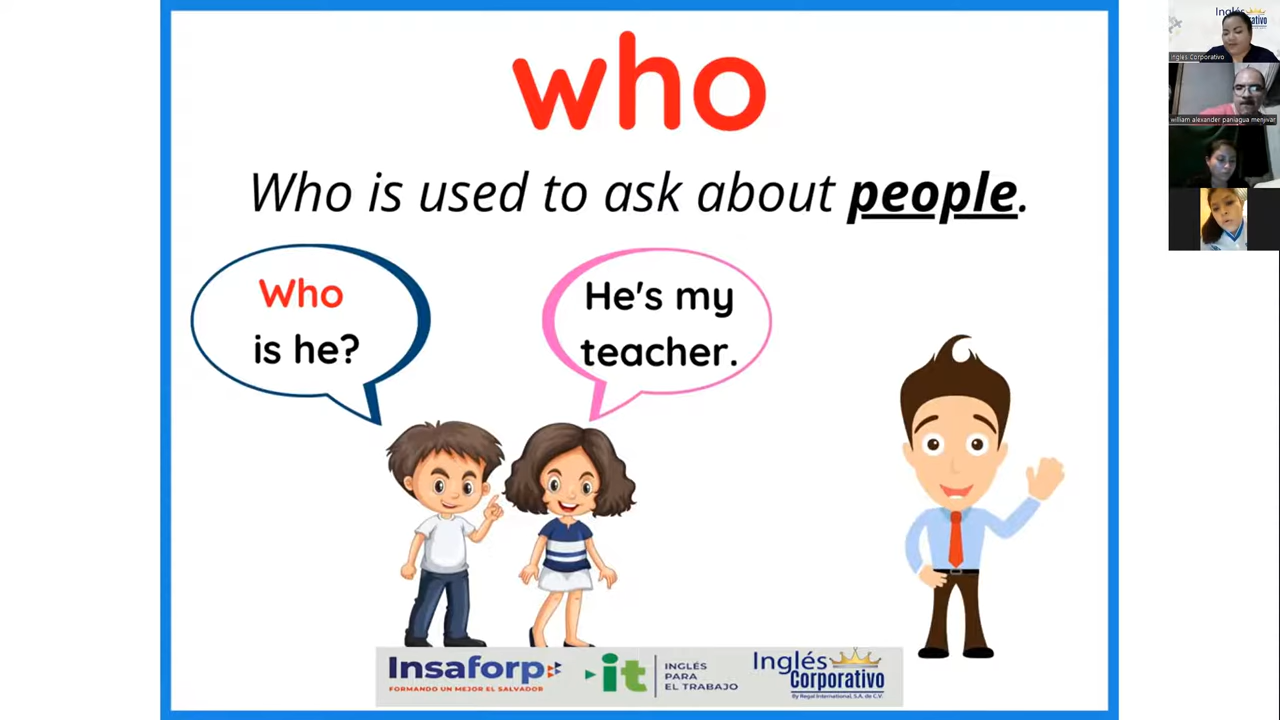 who
Who is used to ask about people.
Who
is he?
He's my
teacher.
Insaforp
FORMANDO UN MEJOR EL SALVADOR
it
INGLÉS
PARA
EL TRABAJO
Inglés
Corporativo
By Regal International, S.A. de C.V.
Inglés Corporativo
william alexander paniagua menjivar